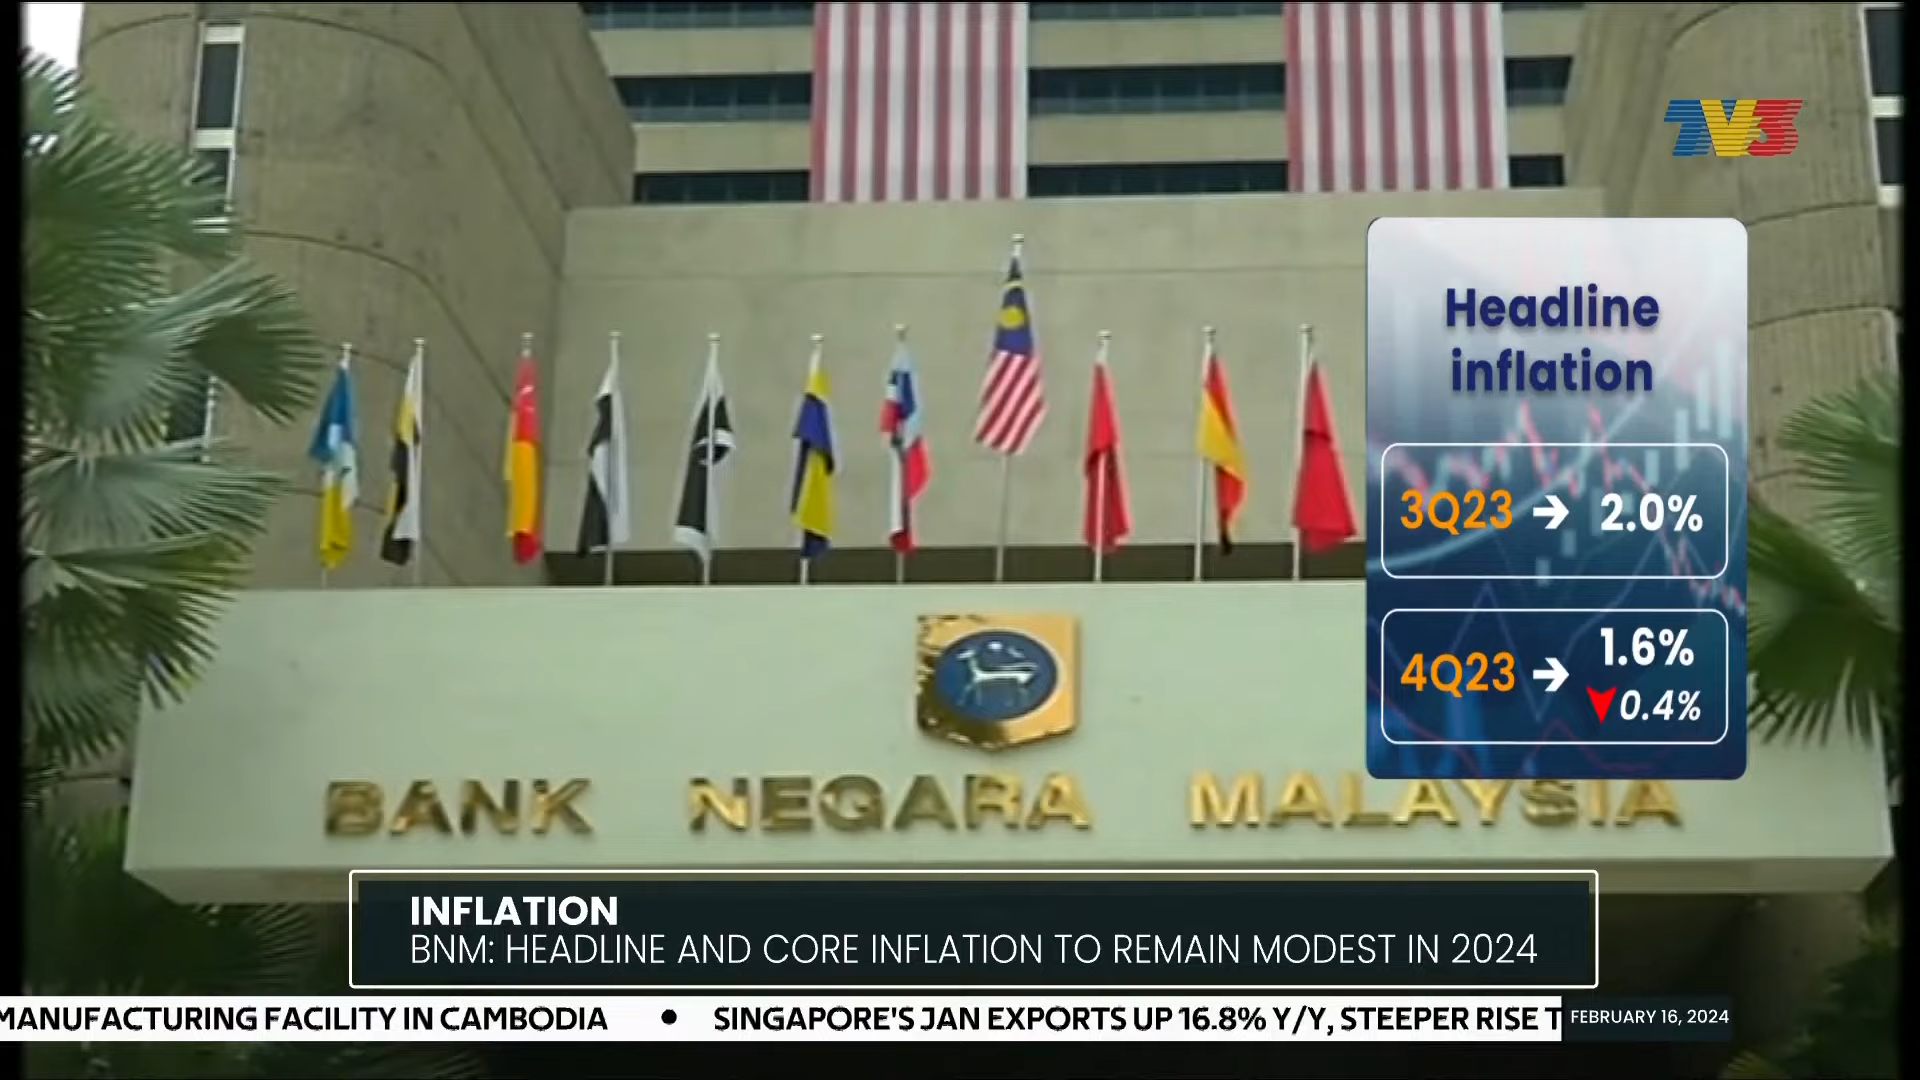 TV3
Headline
inflation
3Q23 → 2.0%
4Q23 → 1.6%
0.4%
BANK NEGARA MALAYSIA
INFLATION
BNM: HEADLINE AND CORE INFLATION TO REMAIN MODEST IN 2024
MANUFACTURING FACILITY IN CAMBODIA • SINGAPORE'S JAN EXPORTS UP 16.8% Y/Y, STEEPER RISE T
FEBRUARY 16, 2024